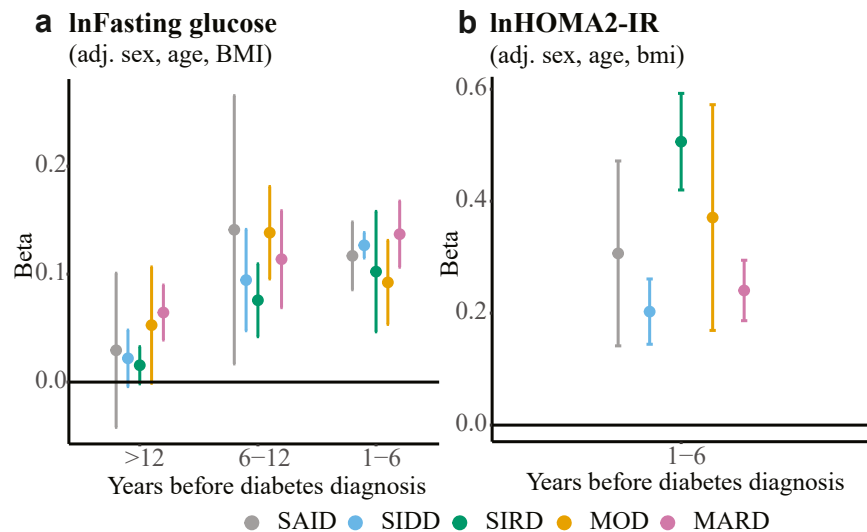 a lnFasting glucose
(adj. sex, age, BMI)
Beta
0.2
0.1
0.0
>12 6−12 1−6
Years before diabetes diagnosis
b lnHOMA2-IR
(adj. sex, age, bmi)
Beta
0.6
0.4
0.2
0.0
1−6
Years before diabetes diagnosis
SAID SIDD SIRD MOD MARD